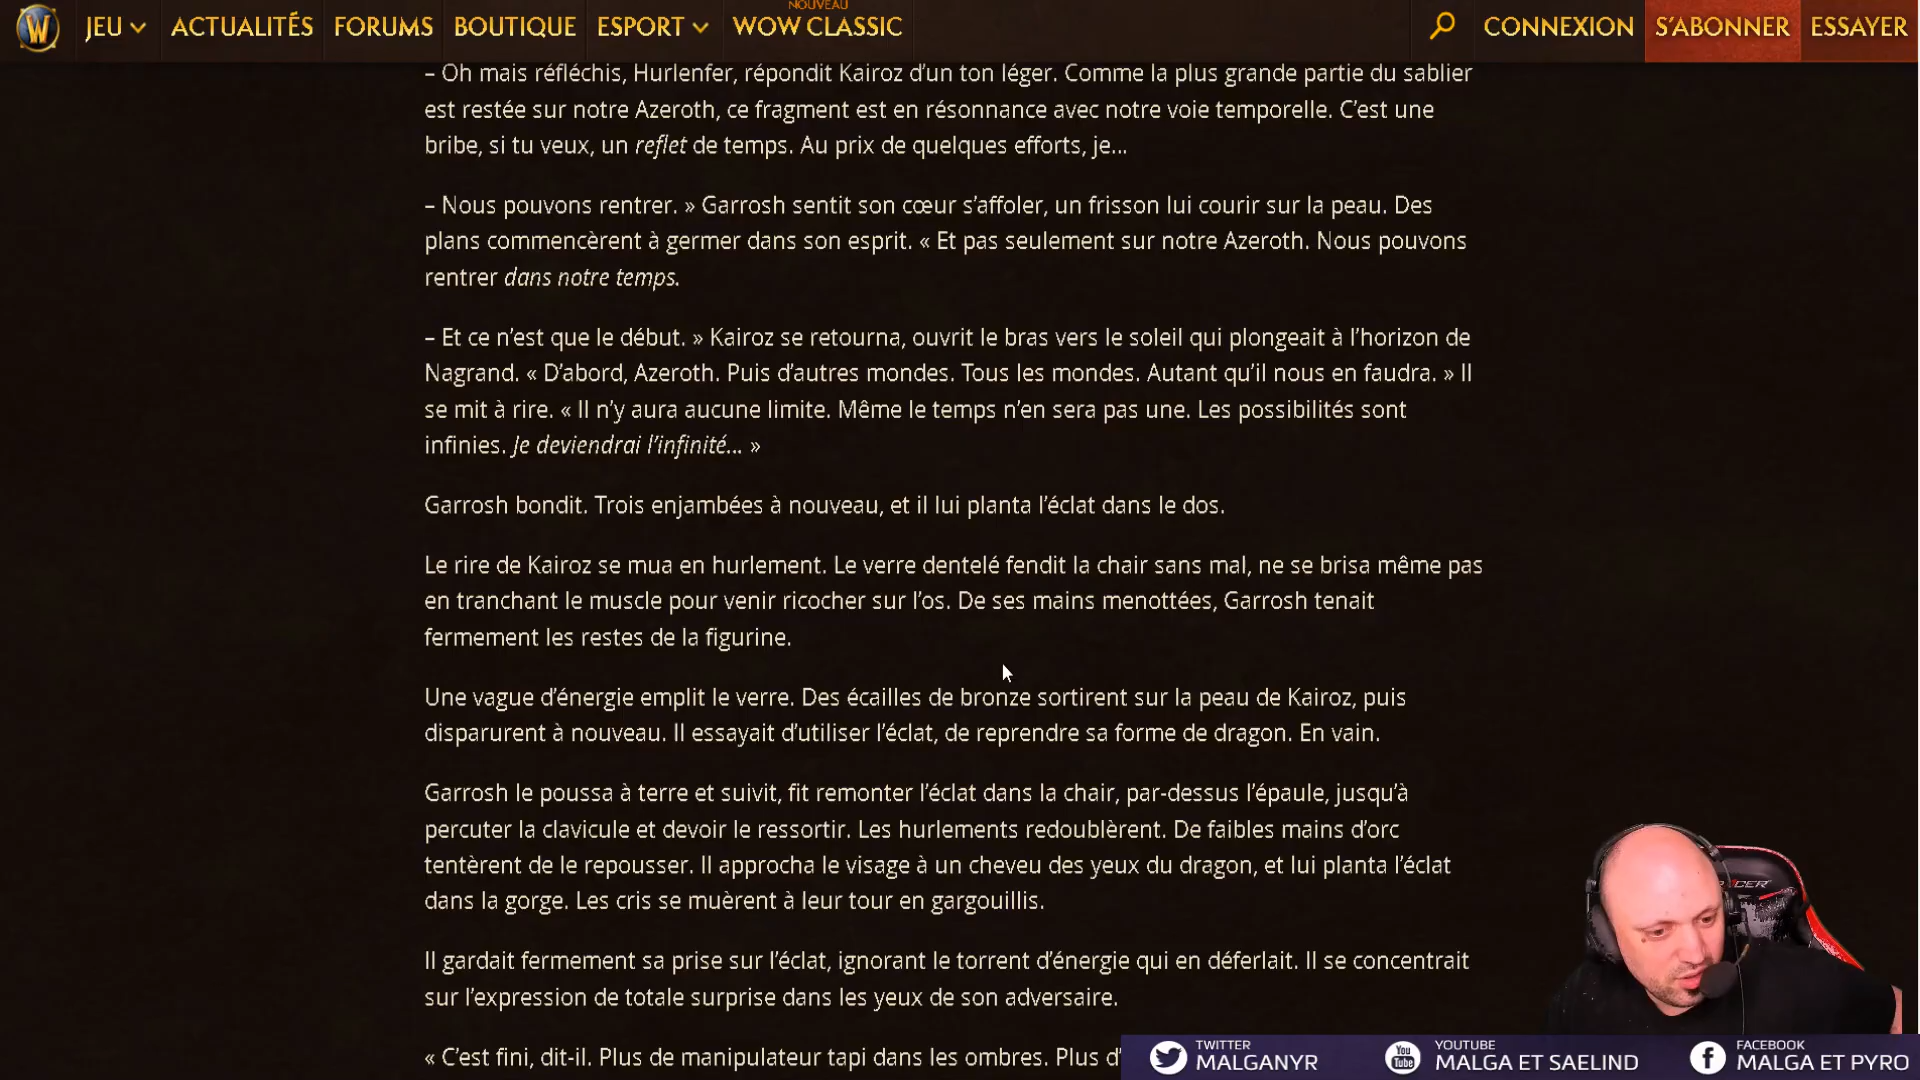 NOUVEAU
JEU ACTUALITÉS FORUMS BOUTIQUE ESPORT WOW CLASSIC CONNEXION S'ABONNER ESSAYER
– Oh mais réfléchis, Hurlenfer, répondit Kairoz d’un ton léger. Comme la plus grande partie du sablier
est restée sur notre Azeroth, ce fragment est en résonnance avec notre voie temporelle. C’est une
bribe, si tu veux, un reflet de temps. Au prix de quelques efforts, je…
– Nous pouvons rentrer. » Garrosh sentit son cœur s’affoler, un frisson lui courir sur la peau. Des
plans commencèrent à germer dans son esprit. « Et pas seulement sur notre Azeroth. Nous pouvons
rentrer dans notre temps.
– Et ce n’est que le début. » Kairoz se retourna, ouvrit le bras vers le soleil qui plongeait à l’horizon de
Nagrand. « D’abord, Azeroth. Puis d’autres mondes. Tous les mondes. Autant qu’il nous en faudra. » Il
se mit à rire. « Il n’y aura aucune limite. Même le temps n’en sera pas une. Les possibilités sont
infinies. Je deviendrai l’infinité… »
Garrosh bondit. Trois enjambées à nouveau, et il lui planta l’éclat dans le dos.
Le rire de Kairoz se mua en hurlement. Le verre dentelé fendit la chair sans mal, ne se brisa même pas
en tranchant le muscle pour venir ricocher sur l’os. De ses mains menottées, Garrosh tenait
fermement les restes de la figurine.
Une vague d’énergie emplit le verre. Des écailles de bronze sortirent sur la peau de Kairoz, puis
disparurent à nouveau. Il essayait d’utiliser l’éclat, de reprendre sa forme de dragon. En vain.
Garrosh le poussa à terre et suivit, fit remonter l’éclat dans la chair, par-dessus l’épaule, jusqu’à
percuter la clavicule et devoir le ressortir. Les hurlements redoublèrent. De faibles mains d’orc
tentèrent de le repousser. Il approcha le visage à un cheveu des yeux du dragon, et lui planta l’éclat
dans la gorge. Les cris se muèrent à leur tour en gargouillis.
Il gardait fermement sa prise sur l’éclat, ignorant le torrent d’énergie qui en déferlait. Il se concentrait
sur l’expression de totale surprise dans les yeux de son adversaire.
« C’est fini, dit-il. Plus de manipulateur tapi dans les ombres. Plus d’
TWITTER
MALGANYR
You Tube
YOUTUBE
MALGA ET SAELIND
FACEBOOK
MALGA ET PYRO